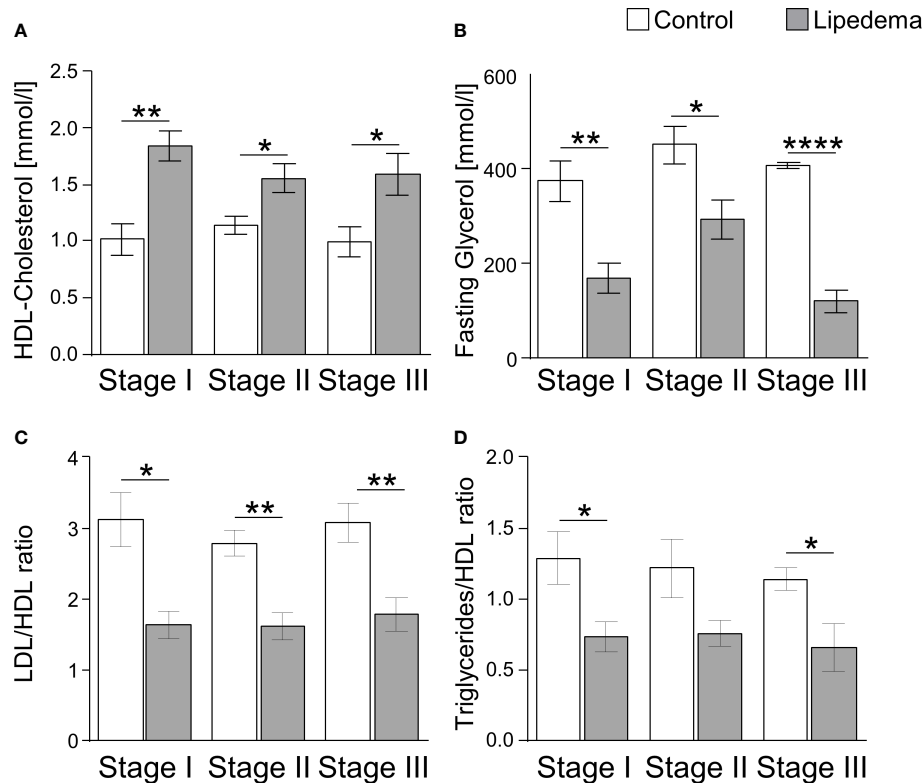 Control Lipedema
A
HDL-Cholesterol [mmol/l]
2.5
2.0
1.5
1.0
0.5
0.0
**
*
*
Stage I Stage II Stage III
B
Fasting Glycerol [mmol/l]
600
400
200
0
**
*
****
Stage I Stage II Stage III
C
LDL/HDL ratio
4
3
2
1
0
*
**
**
Stage I Stage II Stage III
D
Triglycerides/HDL ratio
2.0
1.5
1.0
0.5
0.0
*
*
Stage I Stage II Stage III